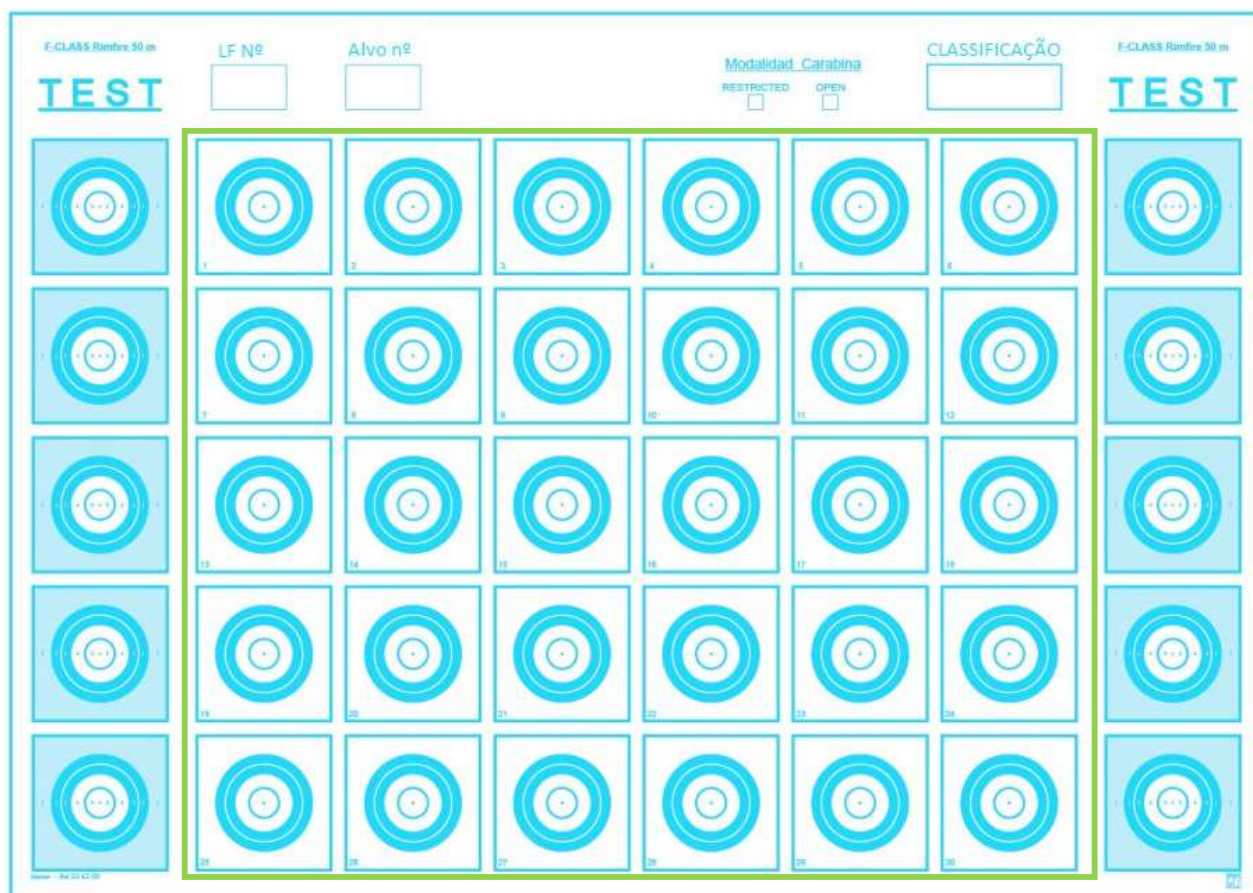 F-CLASS Rimfire 50 m
LF Nº
Alvo nº
CLASSIFICAÇÃO
F-CLASS Rimfire 50 m
Modalidad Carabina
TEST
RESTRICTED OPEN
TEST
1 2 3 4 5 6
7 8 9 10 11 12
13 14 15 16 17 18
19 20 21 22 23 24
25 26 27 28 29 30